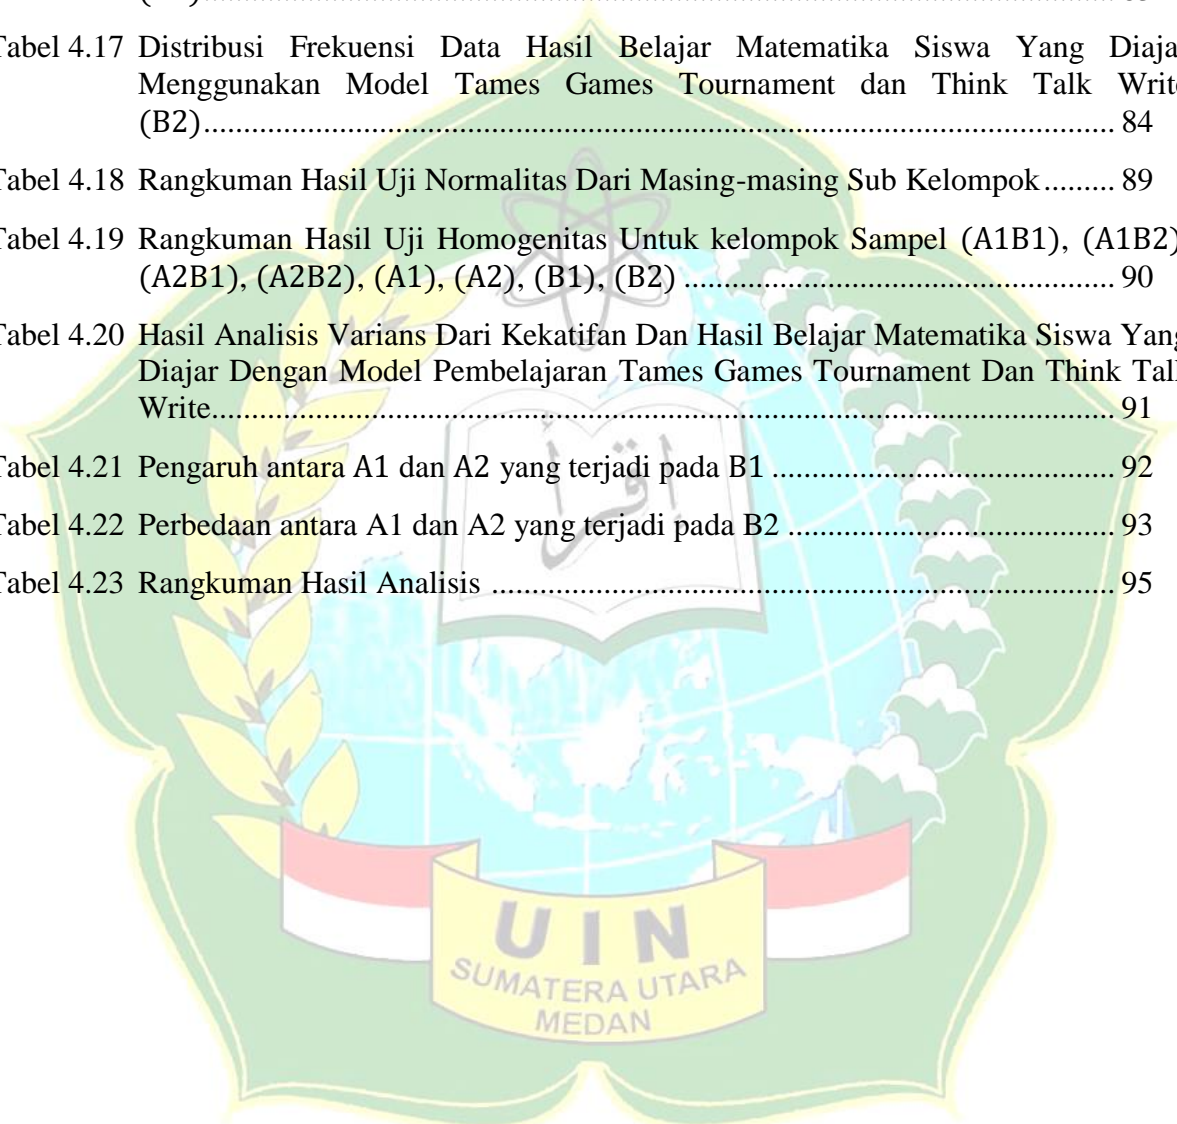 Tabel 4.17 Distribusi Frekuensi Data Hasil Belajar Matematika Siswa Yang Diaja
Menggunakan Model Tames Games Tournament dan Think Talk Writ
(B2)................................................................................................................... 84
Tabel 4.18 Rangkuman Hasil Uji Normalitas Dari Masing-masing Sub Kelompok......... 89
Tabel 4.19 Rangkuman Hasil Uji Homogenitas Untuk kelompok Sampel (A1B1), (A1B2)
(A2B1), (A2B2), (A1), (A2), (B1), (B2) ...................................................... 90
Tabel 4.20 Hasil Analisis Varians Dari Kekatifan Dan Hasil Belajar Matematika Siswa Yang
Diajar Dengan Model Pembelajaran Tames Games Tournament Dan Think Tal
Write................................................................................................................. 91
Tabel 4.21 Pengaruh antara A1 dan A2 yang terjadi pada B1 ........................................... 92
Tabel 4.22 Perbedaan antara A1 dan A2 yang terjadi pada B2 ......................................... 93
Tabel 4.23 Rangkuman Hasil Analisis .............................................................................. 95
اقرأ
UIN
SUMATERA UTARA
MEDAN